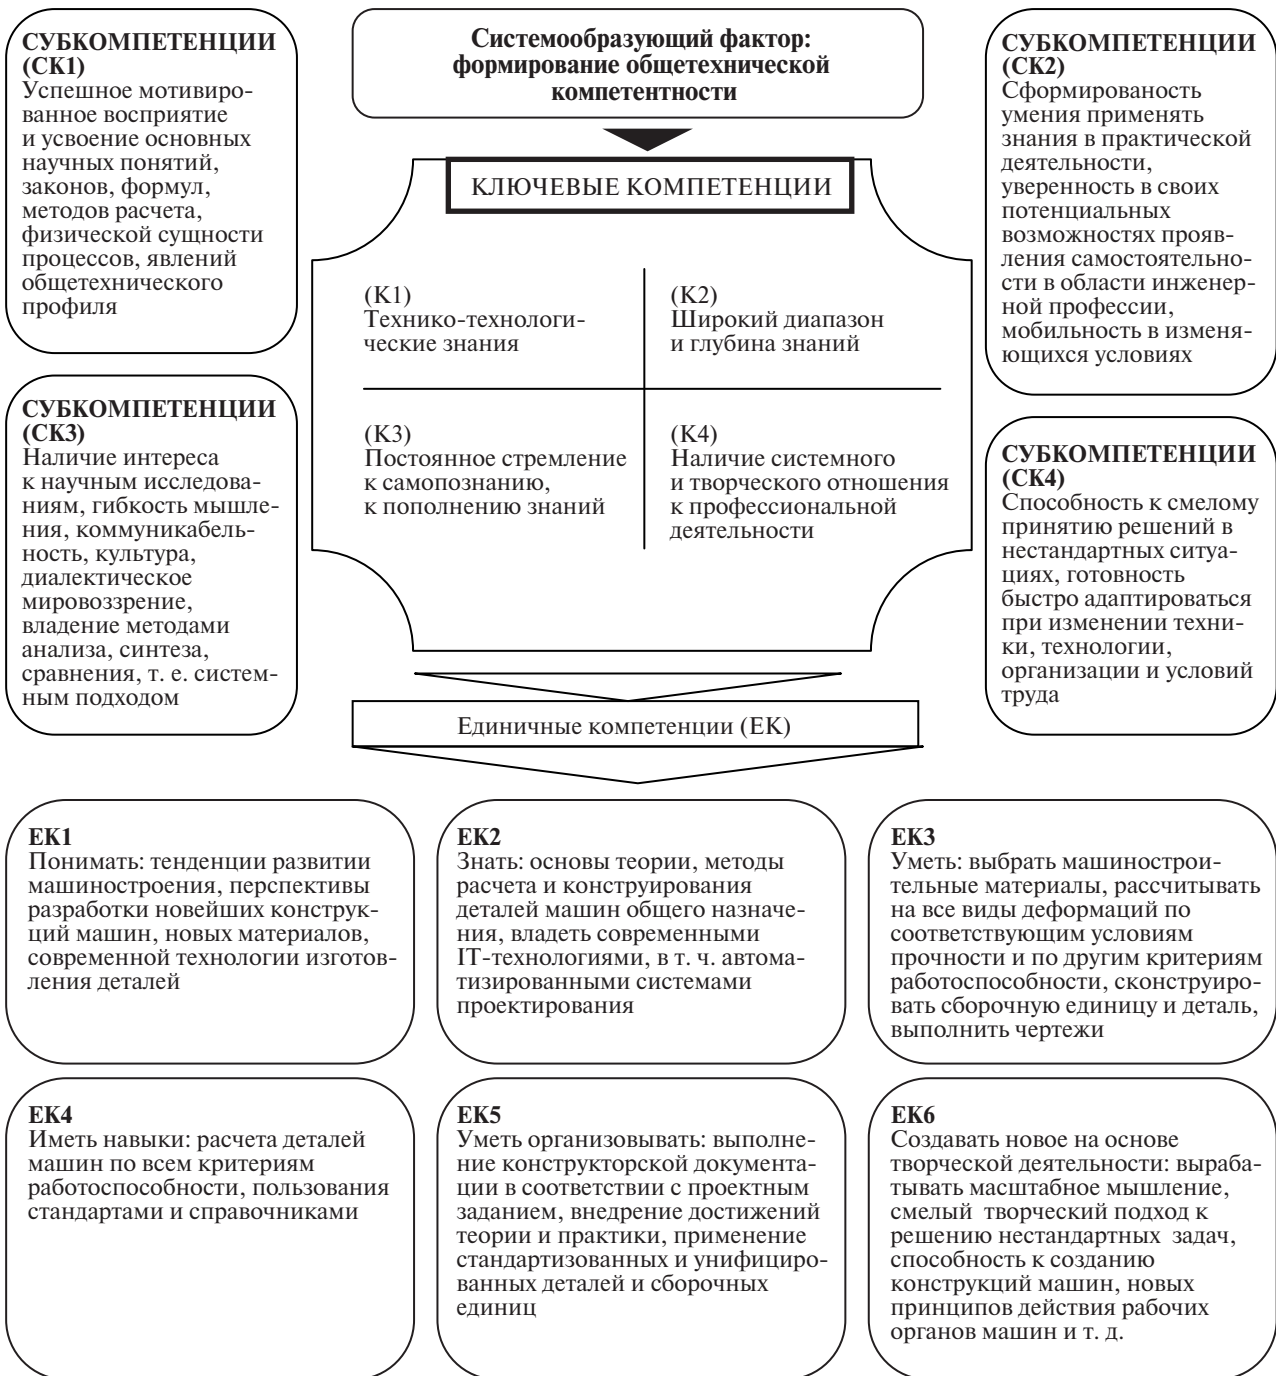 Системообразующий фактор:
формирование общетехнической
компетентности
СУБКОМПЕТЕНЦИИ
(СК1)
Успешное мотивиро-
ванное восприятие
и усвоение основных
научных понятий,
законов, формул,
методов расчета,
физической сущности
процессов, явлений
общетехнического
профиля
СУБКОМПЕТЕНЦИИ
(СК2)
Сформированость
умения применять
знания в практической
деятельности,
уверенность в своих
потенциальных
возможностях прояв-
ления самостоятельно-
сти в области инженер-
ной профессии,
мобильность в изменя-
ющихся условиях
КЛЮЧЕВЫЕ КОМПЕТЕНЦИИ
(К1)
Технико-технологи-
ческие знания
(К2)
Широкий диапазон
и глубина знаний
(К3)
Постоянное стремление
к самопознанию,
к пополнению знаний
(К4)
Наличие системного
и творческого отношения
к профессиональной
деятельности
СУБКОМПЕТЕНЦИИ
(СК3)
Наличие интереса
к научным исследова-
ниям, гибкость мышле-
ния, коммуникабель-
ность, культура,
диалектическое
мировоззрение,
владение методами
анализа, синтеза,
сравнения, т. е. систем-
ным подходом
СУБКОМПЕТЕНЦИИ
(СК4)
Способность к смелому
принятию решений в
нестандартных ситуа-
циях, готовность
быстро адаптироваться
при изменении техни-
ки, технологии,
организации и условий
труда
Единичные компетенции (ЕК)
ЕК1
Понимать: тенденции развитии
машиностроения, перспективы
разработки новейших конструк-
ций машин, новых материалов,
современной технологии изготов-
ления деталей
ЕК2
Знать: основы теории, методы
расчета и конструирования
деталей машин общего назначе-
ния, владеть современными
IT-технологиями, в т. ч. автома-
тизированными системами
проектирования
ЕК3
Уметь: выбрать машинострои-
тельные материалы, рассчитывать
на все виды деформаций по
соответствующим условиям
прочности и по другим критериям
работоспособности, сконструиро-
вать сборочную единицу и деталь,
выполнить чертежи
ЕК4
Иметь навыки: расчета деталей
машин по всем критериям
работоспособности, пользования
стандартами и справочниками
ЕК5
Уметь организовывать: выполне-
ние конструкторской документа-
ции в соответствии с проектным
заданием, внедрение достижений
теории и практики, применение
стандартизованных и унифициро-
ванных деталей и сборочных
единиц
ЕК6
Создавать новое на основе
творческой деятельности: выраба-
тывать масштабное мышление,
смелый творческий подход к
решению нестандартных задач,
способность к созданию
конструкций машин, новых
принципов действия рабочих
органов машин и т. д.